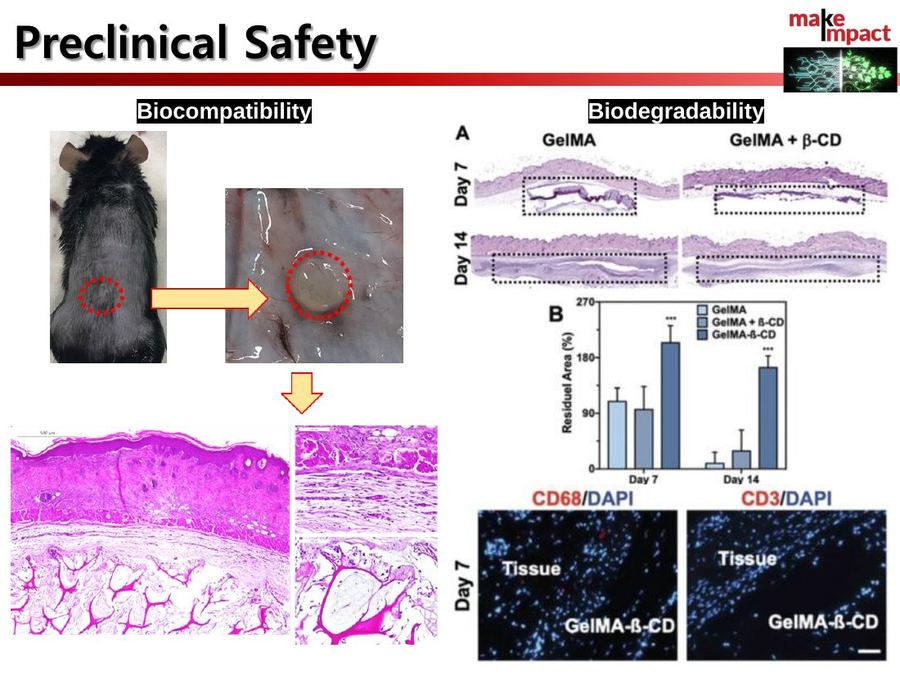 Preclinical Safety
make
Impact
Biocompatibility
Biodegradability
A
GelMA
GelMA + β-CD
Day 7
Day 14
B
270
180
90
0
Residuel Area (%)
GelMA
GelMA + ß-CD
GelMA-ß-CD
***
***
Day 7
Day 14
CD68/DAPI
CD3/DAPI
Day 7
Tissue
GelMA-ß-CD
Tissue
GelMA-ß-CD